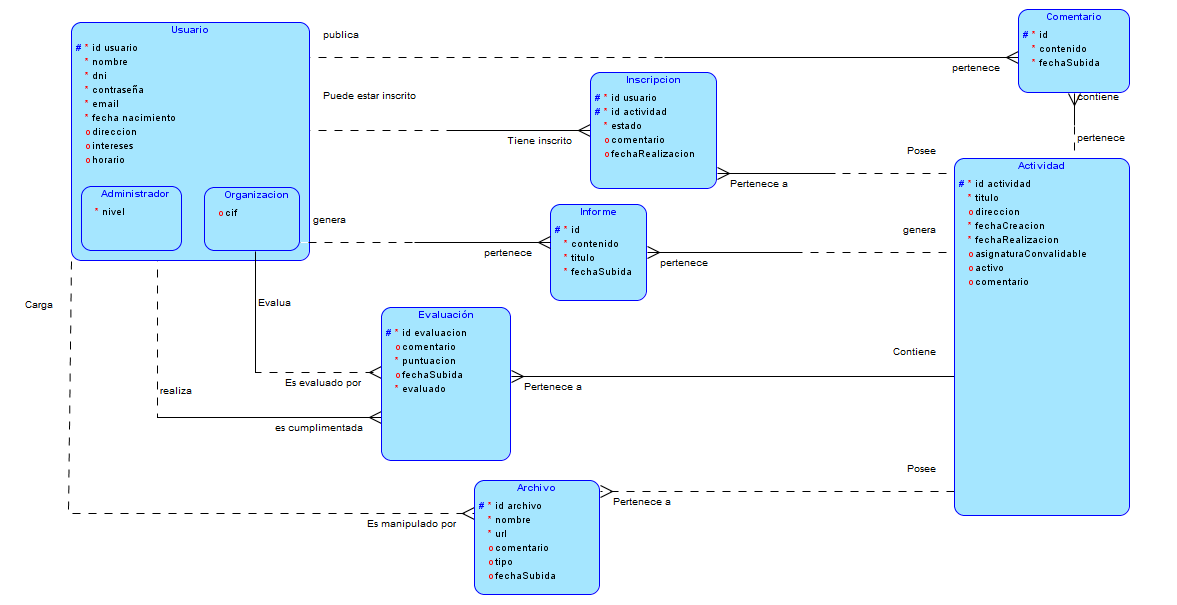 Usuario
# * id usuario
* nombre
* dni
* contraseña
* email
* fecha nacimiento
o direccion
o intereses
o horario
Administrador
* nivel
Organizacion
o cif
publica
pertenece
Comentario
# * id
* contenido
* fechaSubida
contiene
pertenece
Puede estar inscrito
Tiene inscrito
Inscripcion
# * id usuario
# * id actividad
* estado
o comentario
o fechaRealizacion
Posee
Pertenece a
Actividad
# * id actividad
* titulo
o direccion
* fechaCreacion
* fechaRealizacion
o asignaturaConvalidable
o activo
o comentario
genera
pertenece
Informe
# * id
* contenido
* titulo
* fechaSubida
genera
pertenece
Carga
Evalua
Es evaluado por
realiza
es cumplimentada
Evaluación
# * id evaluacion
o comentario
* puntuacion
o fechaSubida
* evaluado
Contiene
Pertenece a
Es manipulado por
Archivo
# * id archivo
* nombre
* url
o comentario
o tipo
o fechaSubida
Posee
Pertenece a